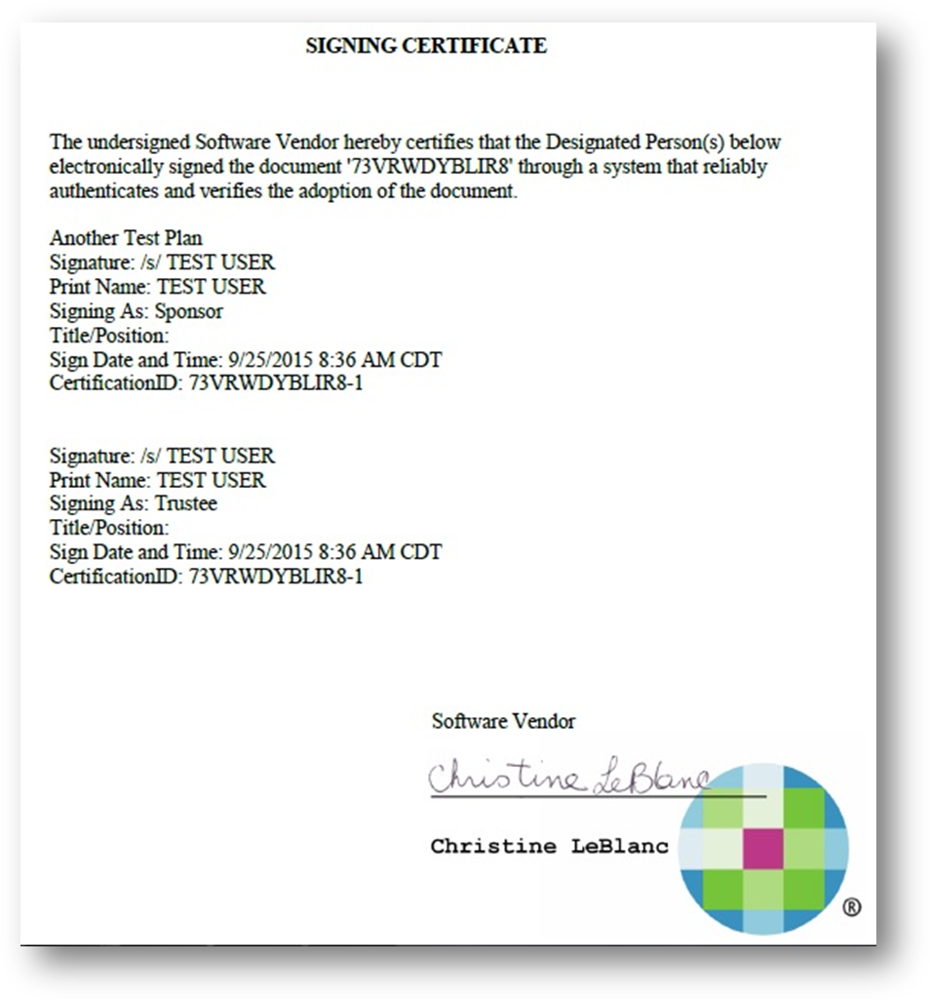 SIGNING CERTIFICATE
The undersigned Software Vendor hereby certifies that the Designated Person(s) below
electronically signed the document '73VRWDYBLIR8' through a system that reliably
authenticates and verifies the adoption of the document.
Another Test Plan
Signature: /s/ TEST USER
Print Name: TEST USER
Signing As: Sponsor
Title/Position:
Sign Date and Time: 9/25/2015 8:36 AM CDT
CertificationID: 73VRWDYBLIR8-1
Signature: /s/ TEST USER
Print Name: TEST USER
Signing As: Trustee
Title/Position:
Sign Date and Time: 9/25/2015 8:36 AM CDT
CertificationID: 73VRWDYBLIR8-1
Software Vendor
Christine LeBlanc
Christine LeBlanc
®